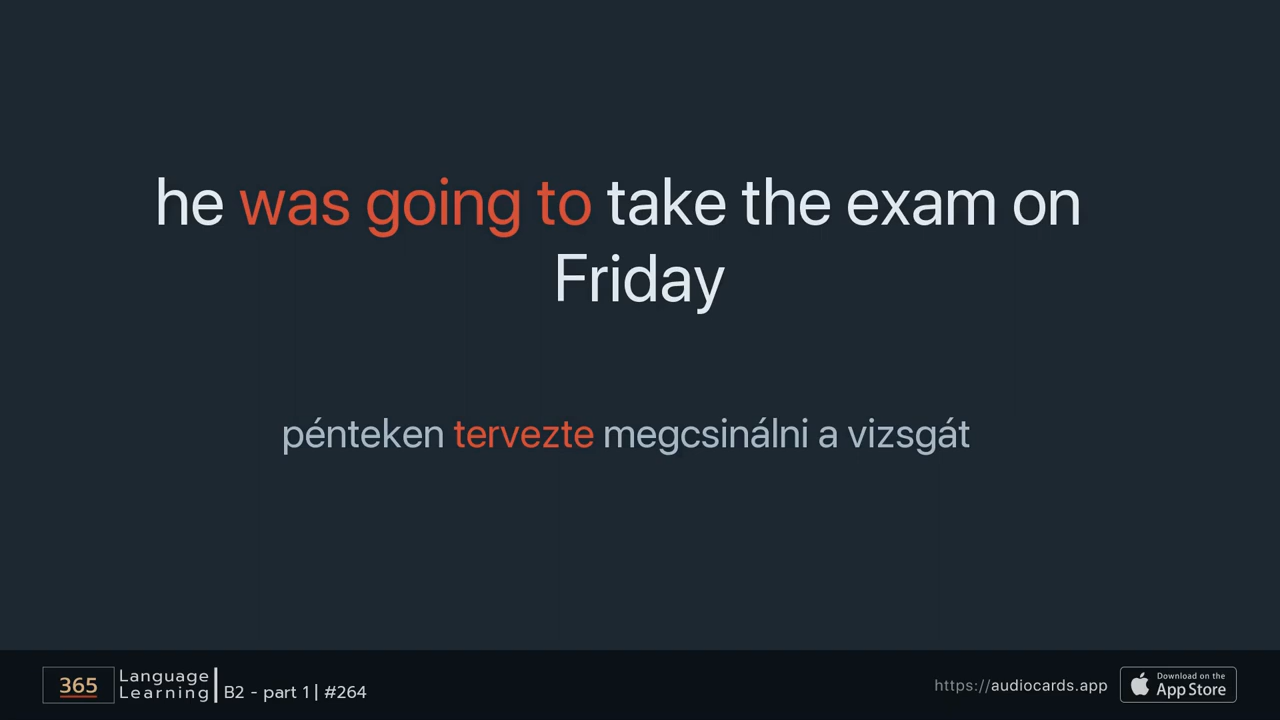 he was going to take the exam on
Friday
pénteken tervezte megcsinálni a vizsgát
365
Language
Learning
B2 - part 1 | #264
https://audiocards.app
Download on the
App Store